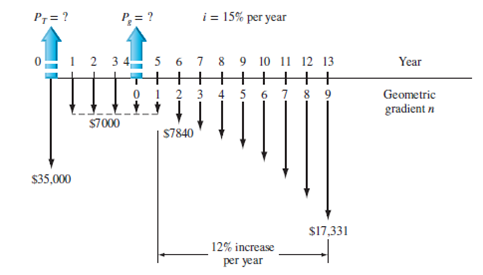 P_T = ? P_g = ? i = 15% per year
0 1 2 3 4 5 6 7 8 9 10 11 12 13 Year
0 1 2 3 4 5 6 7 8 9 Geometric
gradient n
$7000
$7840
$35,000
$17,331
12% increase
per year